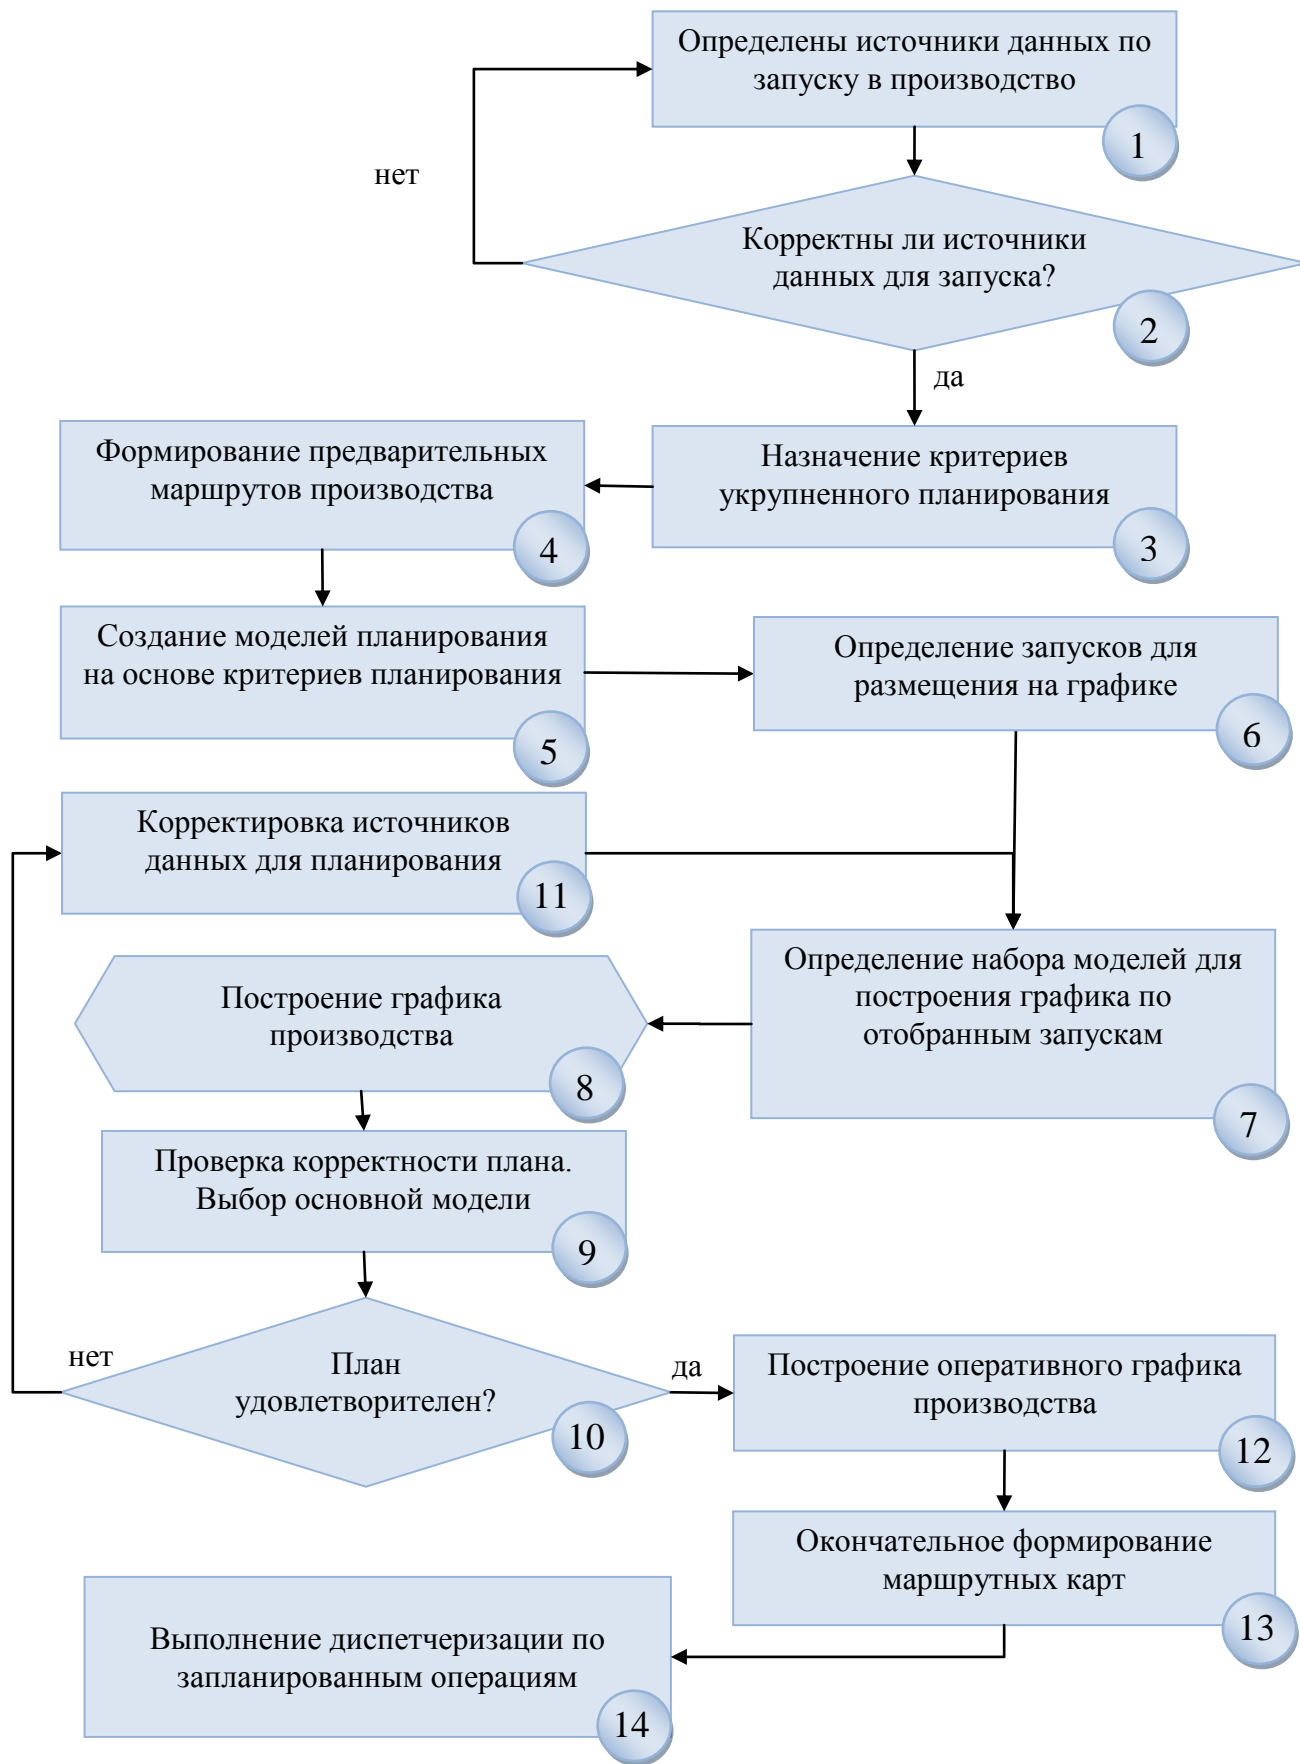 Определены источники данных по
запуску в производство
1
нет
Корректны ли источники
данных для запуска?
2
да
Назначение критериев
укрупненного планирования
3
Формирование предварительных
маршрутов производства
4
Создание моделей планирования
на основе критериев планирования
5
Определение запусков для
размещения на графике
6
Корректировка источников
данных для планирования
11
Определение набора моделей для
построения графика по
отобранным запускам
7
Построение графика
производства
8
Проверка корректности плана.
Выбор основной модели
9
нет
План
удовлетворителен?
10
да
Построение оперативного графика
производства
12
Окончательное формирование
маршрутных карт
13
Выполнение диспетчеризации по
запланированным операциям
14